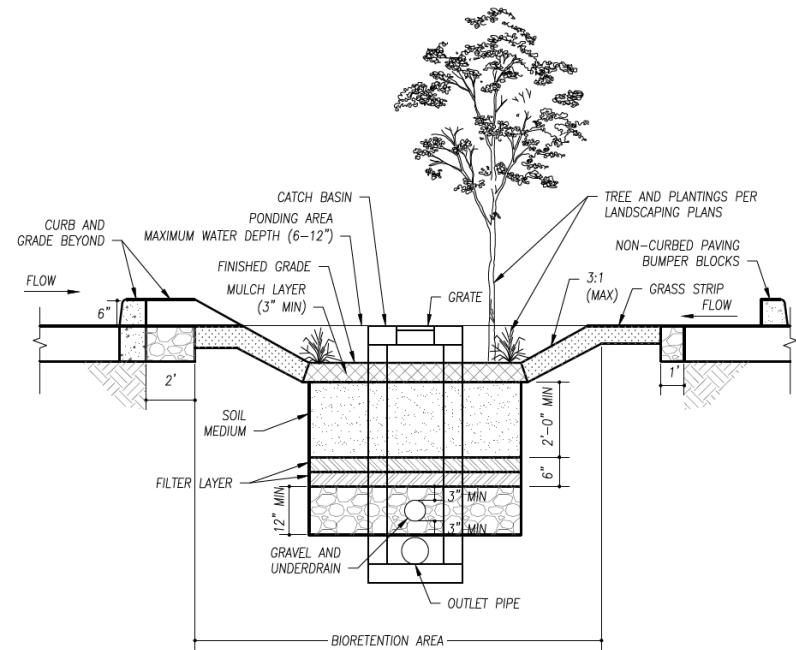 CATCH BASIN
PONDING AREA
MAXIMUM WATER DEPTH (6-12")
CURB AND
GRADE BEYOND
FLOW
FINISHED GRADE
MULCH LAYER
(3" MIN)
GRATE
TREE AND PLANTINGS PER
LANDSCAPING PLANS
NON-CURBED PAVING
BUMPER BLOCKS
3:1
(MAX)
GRASS STRIP
FLOW
6"
2'
1'
SOIL
MEDIUM
2'-0" MIN
FILTER LAYER
6"
12" MIN
3" MIN
3" MIN
GRAVEL AND
UNDERDRAIN
OUTLET PIPE
BIORETENTION AREA